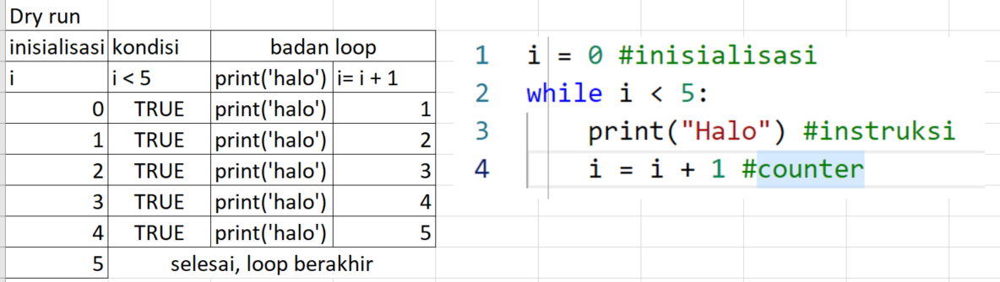 Dry run
inisialisasi kondisi badan loop
i i < 5 print('halo') i= i + 1
0 TRUE print('halo') 1
1 TRUE print('halo') 2
2 TRUE print('halo') 3
3 TRUE print('halo') 4
4 TRUE print('halo') 5
5 selesai, loop berakhir
1 i = 0 #inisialisasi
2 while i < 5:
3 print("Halo") #instruksi
4 i = i + 1 #counter